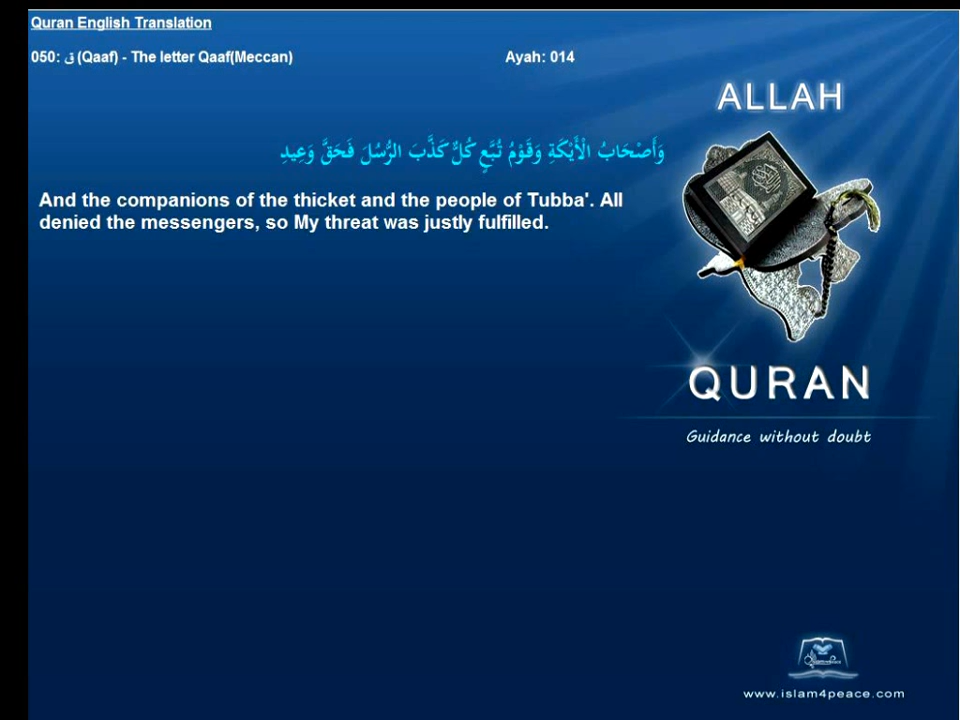 Quran English Translation
050: ق (Qaaf) - The letter Qaaf(Meccan) Ayah: 014
ALLAH
وَأَصْحَابُ الْأَيْكَةِ وَقَوْمُ تُبَّعٍ كُلٌّ كَذَّبَ الرُّسُلَ فَحَقَّ وَعِيدِ
And the companions of the thicket and the people of Tubba'. All
denied the messengers, so My threat was justly fulfilled.
QURAN
Guidance without doubt
www.islam4peace.com